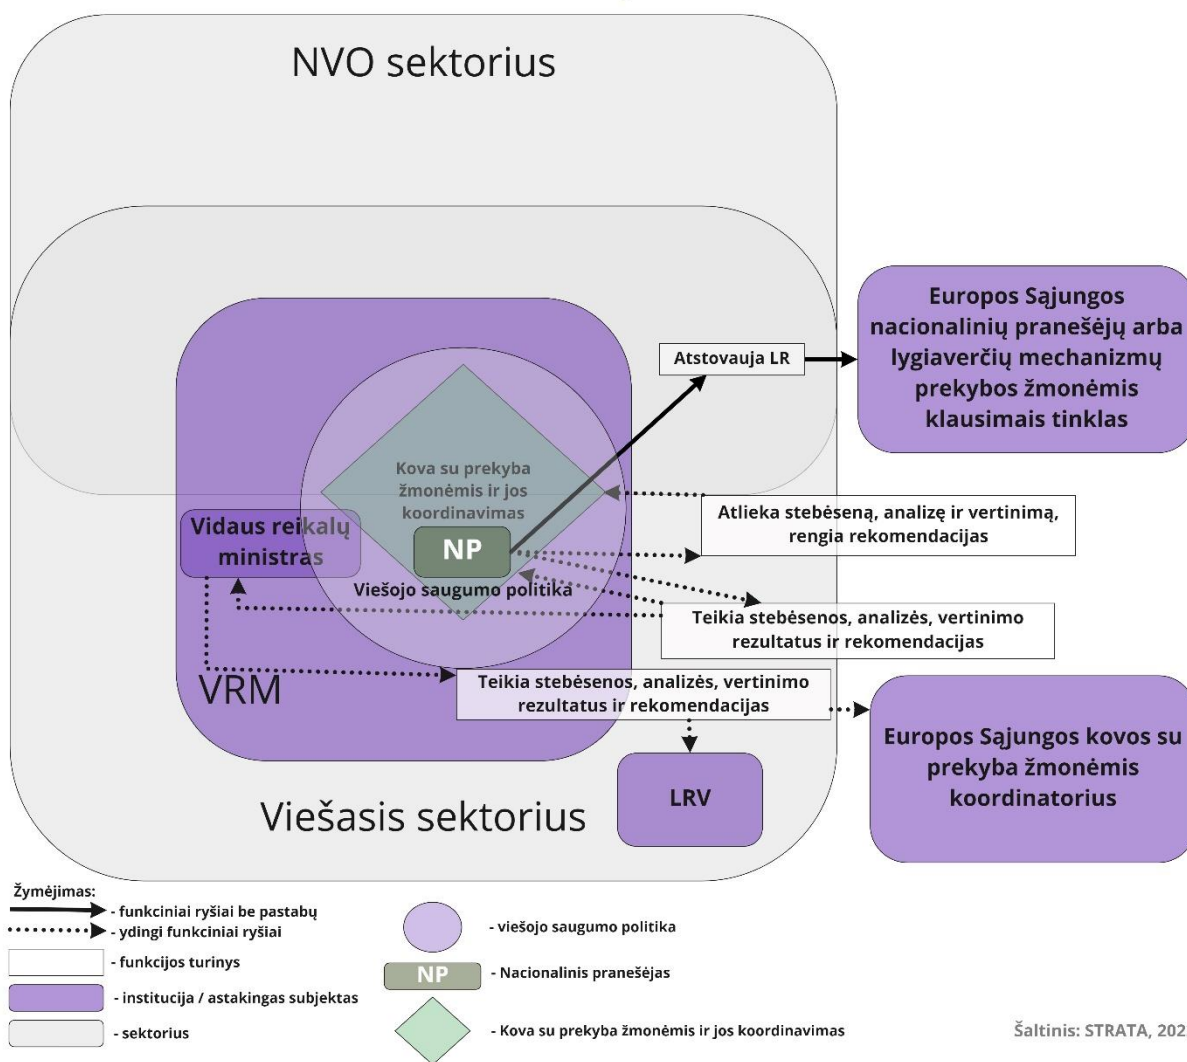 NVO sektorius
Europos Sąjungos
nacionalinių pranešėjų arba
lygiaverčių mechanizmų
prekybos žmonėmis
klausimais tinklas
Atstovauja LR
Kova su prekyba
žmonėmis ir jos
koordinavimas
Atlieka stebėseną, analizę ir vertinimą,
rengia rekomendacijas
Vidaus reikalų
ministras
NP
Viešojo saugumo politika
Teikia stebėsenos, analizės, vertinimo
rezultatus ir rekomendacijas
VRM
Teikia stebėsenos, analizės, vertinimo
rezultatus ir rekomendacijas
Europos Sąjungos kovos su
prekyba žmonėmis
koordinatorius
LRV
Viešasis sektorius
Žymėjimas:
- funkciniai ryšiai be pastabų
- ydingi funkciniai ryšiai
- funkcijos turinys
- institucija / astakingas subjektas
- sektorius
- viešojo saugumo politika
NP
- Nacionalinis pranešėjas
- Kova su prekyba žmonėmis ir jos koordinavimas
Šaltinis: STRATA, 202